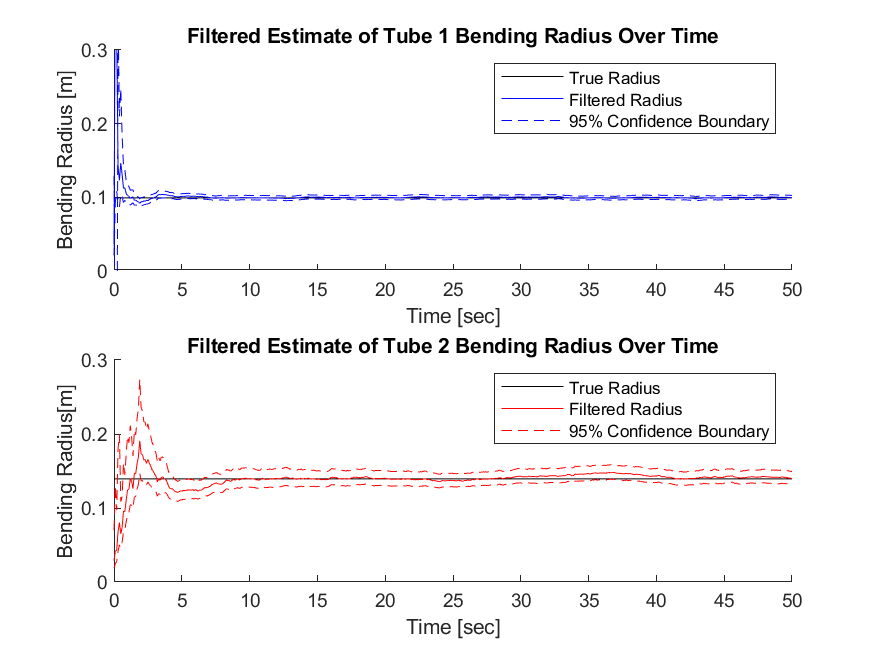 Filtered Estimate of Tube 1 Bending Radius Over Time
0.3
0.2
0.1
0
Bending Radius [m]
True Radius
Filtered Radius
95% Confidence Boundary
0 5 10 15 20 25 30 35 40 45 50
Time [sec]
Filtered Estimate of Tube 2 Bending Radius Over Time
0.3
0.2
0.1
0
Bending Radius[m]
True Radius
Filtered Radius
95% Confidence Boundary
0 5 10 15 20 25 30 35 40 45 50
Time [sec]